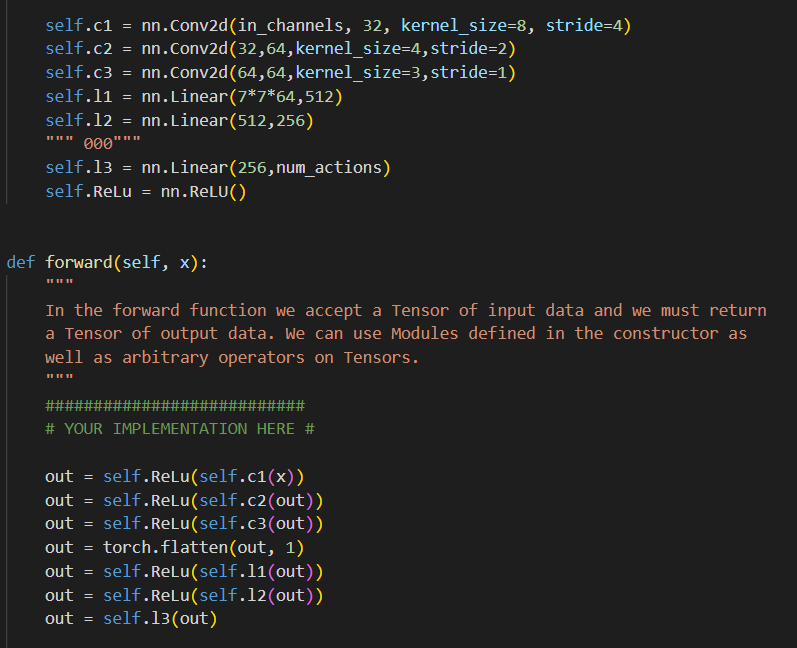 self.c1 = nn.Conv2d(in_channels, 32, kernel_size=8, stride=4)
self.c2 = nn.Conv2d(32,64,kernel_size=4,stride=2)
self.c3 = nn.Conv2d(64,64,kernel_size=3,stride=1)
self.l1 = nn.Linear(7*7*64,512)
self.l2 = nn.Linear(512,256)
""" 000"""
self.l3 = nn.Linear(256,num_actions)
self.ReLu = nn.ReLU()
def forward(self, x):
"""
In the forward function we accept a Tensor of input data and we must return
a Tensor of output data. We can use Modules defined in the constructor as
well as arbitrary operators on Tensors.
"""
###########################
# YOUR IMPLEMENTATION HERE #
out = self.ReLu(self.c1(x))
out = self.ReLu(self.c2(out))
out = self.ReLu(self.c3(out))
out = torch.flatten(out, 1)
out = self.ReLu(self.l1(out))
out = self.ReLu(self.l2(out))
out = self.l3(out)